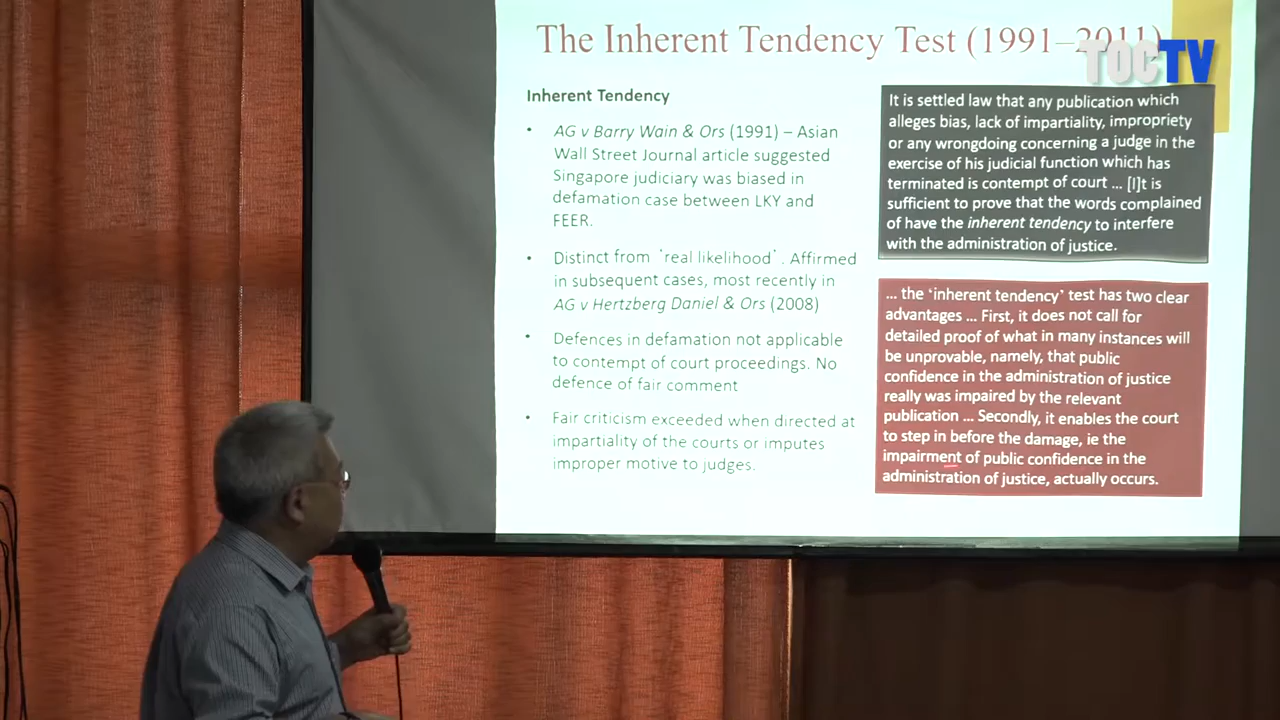 The Inherent Tendency Test (1991–2011)
TOCTV
Inherent Tendency
• AG v Barry Wain & Ors (1991) – Asian
Wall Street Journal article suggested
Singapore judiciary was biased in
defamation case between LKY and
FEER.
• Distinct from 'real likelihood'. Affirmed
in subsequent cases, most recently in
AG v Hertzberg Daniel & Ors (2008)
• Defences in defamation not applicable
to contempt of court proceedings. No
defence of fair comment
• Fair criticism exceeded when directed at
impartiality of the courts or imputes
improper motive to judges.
It is settled law that any publication which
alleges bias, lack of impartiality, impropriety
or any wrongdoing concerning a judge in the
exercise of his judicial function which has
terminated is contempt of court ... [I]t is
sufficient to prove that the words complained
of have the inherent tendency to interfere
with the administration of justice.
... the 'inherent tendency' test has two clear
advantages ... First, it does not call for
detailed proof of what in many instances will
be unprovable, namely, that public
confidence in the administration of justice
really was impaired by the relevant
publication ... Secondly, it enables the court
to step in before the damage, ie the
impairment of public confidence in the
administration of justice, actually occurs.